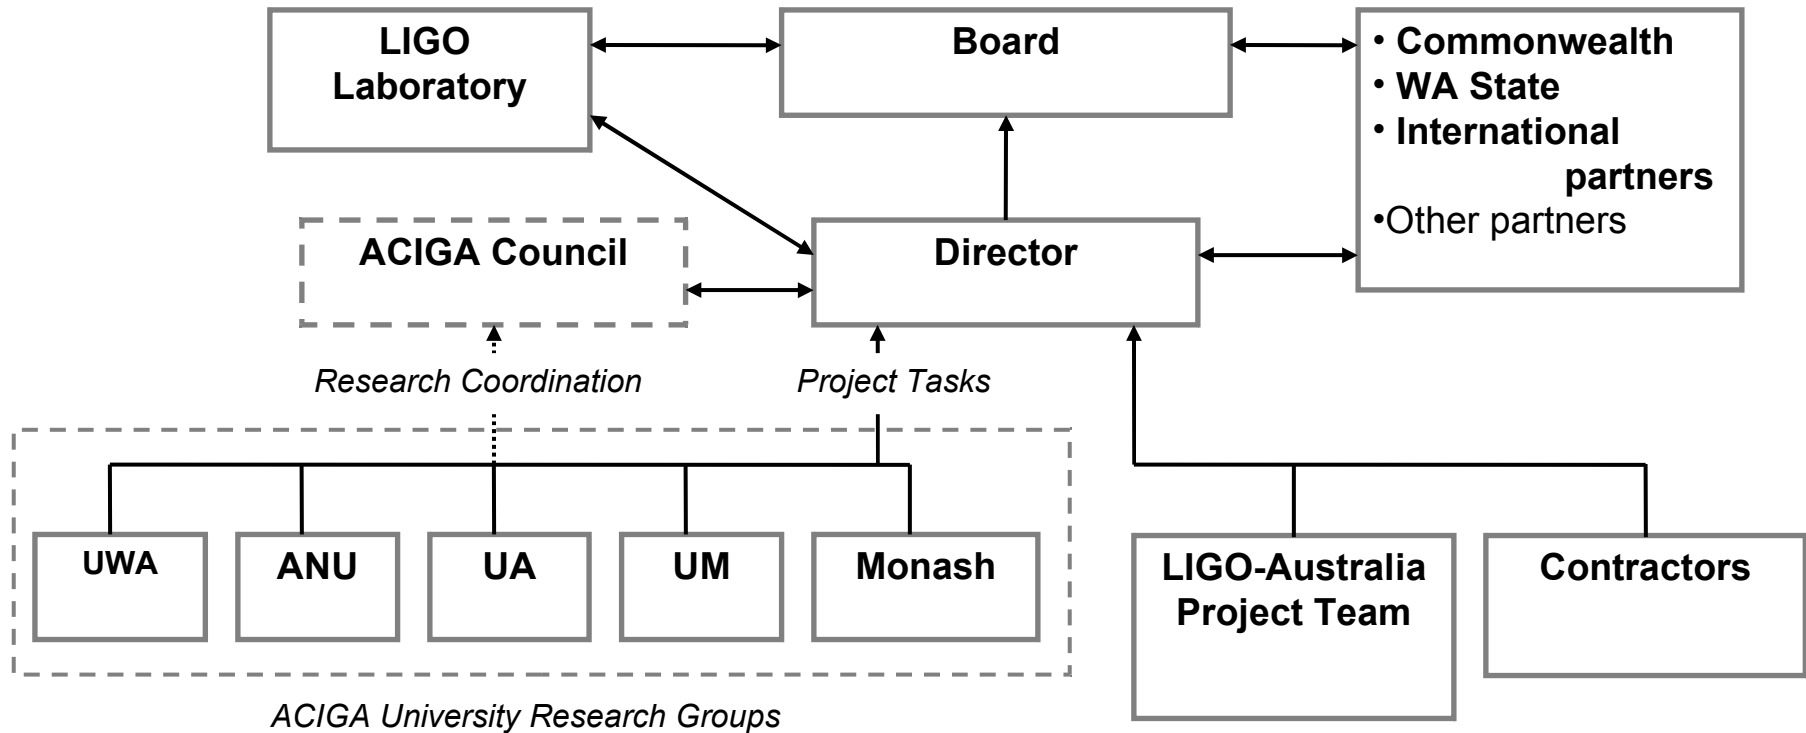 LIGO
Laboratory
Board
• Commonwealth
• WA State
• International
partners
•Other partners
ACIGA Council
Director
Research Coordination
Project Tasks
UWA
ANU
UA
UM
Monash
LIGO-Australia
Project Team
Contractors
ACIGA University Research Groups